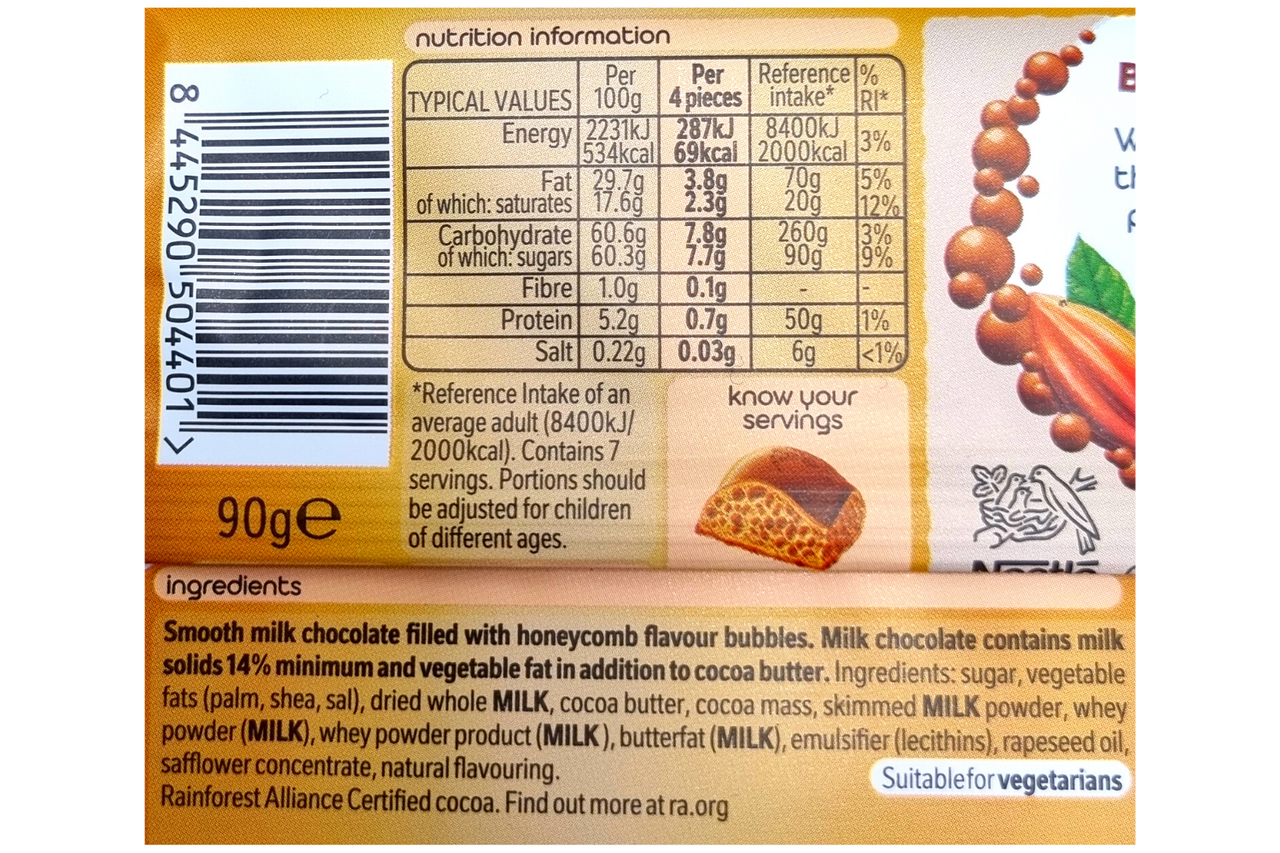 nutrition information
TYPICAL VALUES Per 100g Per 4 pieces Reference intake* % RI*
Energy 2231kJ 287kJ 8400kJ 3%
534kcal 69kcal 2000kcal
Fat 29.7g 3.8g 70g 5%
of which: saturates 17.6g 2.3g 20g 12%
Carbohydrate 60.6g 7.8g 260g 3%
of which: sugars 60.3g 7.7g 90g 9%
Fibre 1.0g 0.1g - -
Protein 5.2g 0.7g 50g 1%
Salt 0.22g 0.03g 6g <1%
8 445290 504401 >
90g e
*Reference Intake of an
average adult (8400kJ/
2000kcal). Contains 7
servings. Portions should
be adjusted for children
of different ages.
know your
servings
ingredients
Smooth milk chocolate filled with honeycomb flavour bubbles. Milk chocolate contains milk
solids 14% minimum and vegetable fat in addition to cocoa butter. Ingredients: sugar, vegetable
fats (palm, shea, sal), dried whole MILK, cocoa butter, cocoa mass, skimmed MILK powder, whey
powder (MILK), whey powder product (MILK), butterfat (MILK), emulsifier (lecithins), rapeseed oil,
safflower concentrate, natural flavouring.
Suitable for vegetarians
Rainforest Alliance Certified cocoa. Find out more at ra.org